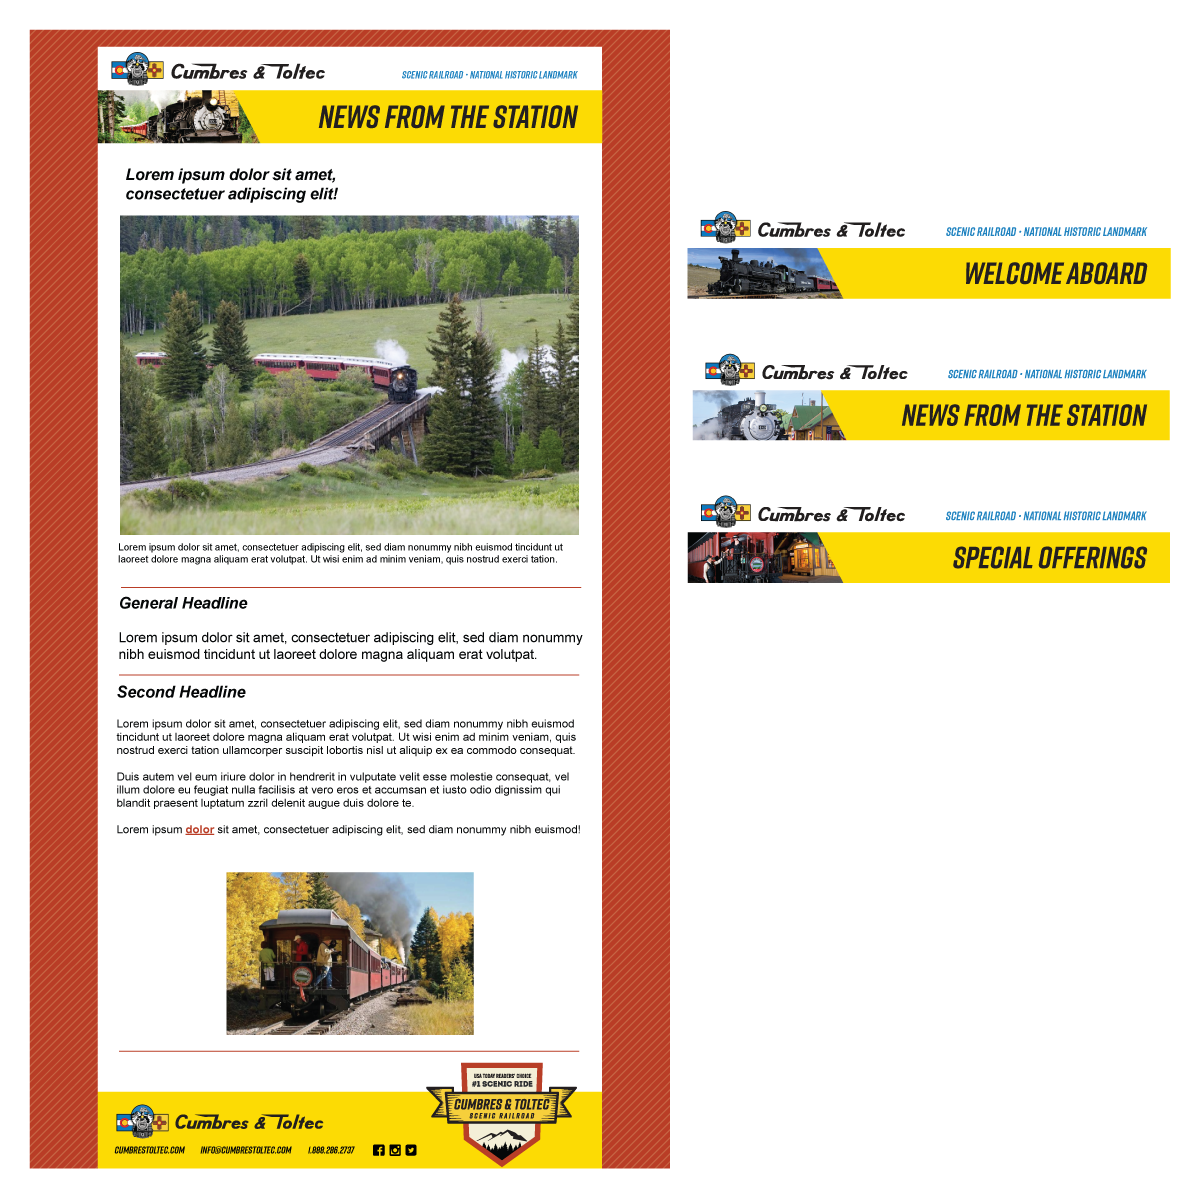 Cumbres & Toltec
SCENIC RAILROAD • NATIONAL HISTORIC LANDMARK
NEWS FROM THE STATION
Lorem ipsum dolor sit amet,
consectetuer adipiscing elit!
Lorem ipsum dolor sit amet, consectetuer adipiscing elit, sed diam nonummy nibh euismod tincidunt ut
laoreet dolore magna aliquam erat volutpat. Ut wisi enim ad minim veniam, quis nostrud exerci tation.
General Headline
Lorem ipsum dolor sit amet, consectetuer adipiscing elit, sed diam nonummy
nibh euismod tincidunt ut laoreet dolore magna aliquam erat volutpat.
Second Headline
Lorem ipsum dolor sit amet, consectetuer adipiscing elit, sed diam nonummy nibh euismod
tincidunt ut laoreet dolore magna aliquam erat volutpat. Ut wisi enim ad minim veniam, quis
nostrud exerci tation ullamcorper suscipit lobortis nisl ut aliquip ex ea commodo consequat.
Duis autem vel eum iriure dolor in hendrerit in vulputate velit esse molestie consequat, vel
illum dolore eu feugiat nulla facilisis at vero eros et accumsan et iusto odio dignissim qui
blandit praesent luptatum zzril delenit augue duis dolore te.
Lorem ipsum dolor sit amet, consectetuer adipiscing elit, sed diam nonummy nibh euismod!
USA TODAY READERS' CHOICE
#1 SCENIC RIDE
CUMBRES & TOLTEC
SCENIC RAILROAD
Cumbres & Toltec
CUMBRESTOLTEC.COM INFO@CUMBRESTOLTEC.COM 1.888.286.2737
Cumbres & Toltec
SCENIC RAILROAD • NATIONAL HISTORIC LANDMARK
WELCOME ABOARD
Cumbres & Toltec
SCENIC RAILROAD • NATIONAL HISTORIC LANDMARK
NEWS FROM THE STATION
Cumbres & Toltec
SCENIC RAILROAD • NATIONAL HISTORIC LANDMARK
SPECIAL OFFERINGS